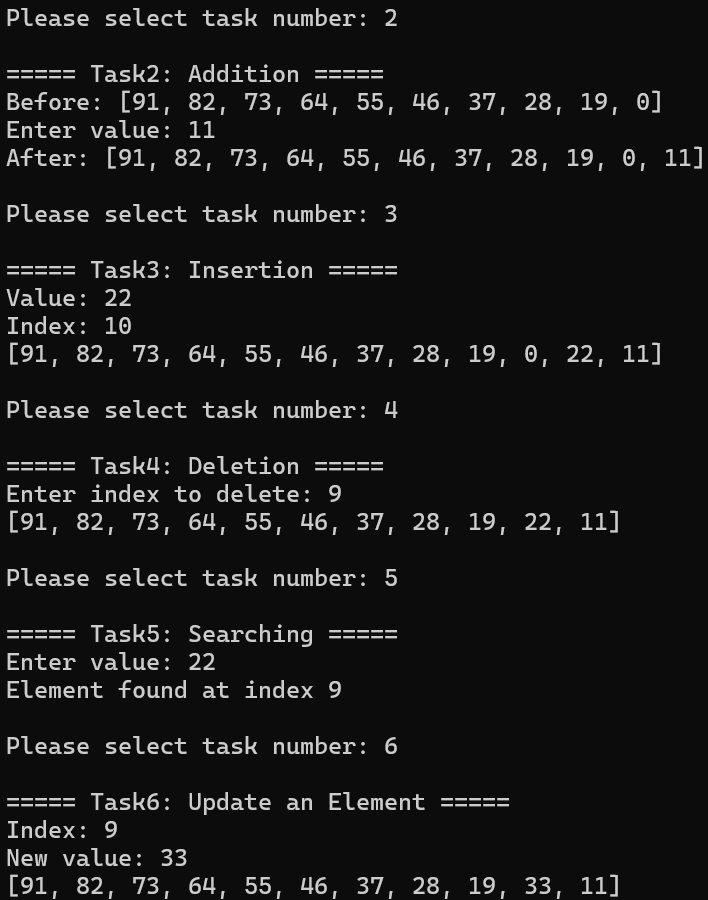 Please select task number: 2
===== Task2: Addition =====
Before: [91, 82, 73, 64, 55, 46, 37, 28, 19, 0]
Enter value: 11
After: [91, 82, 73, 64, 55, 46, 37, 28, 19, 0, 11]
Please select task number: 3
===== Task3: Insertion =====
Value: 22
Index: 10
[91, 82, 73, 64, 55, 46, 37, 28, 19, 0, 22, 11]
Please select task number: 4
===== Task4: Deletion =====
Enter index to delete: 9
[91, 82, 73, 64, 55, 46, 37, 28, 19, 22, 11]
Please select task number: 5
===== Task5: Searching =====
Enter value: 22
Element found at index 9
Please select task number: 6
===== Task6: Update an Element =====
Index: 9
New value: 33
[91, 82, 73, 64, 55, 46, 37, 28, 19, 33, 11]